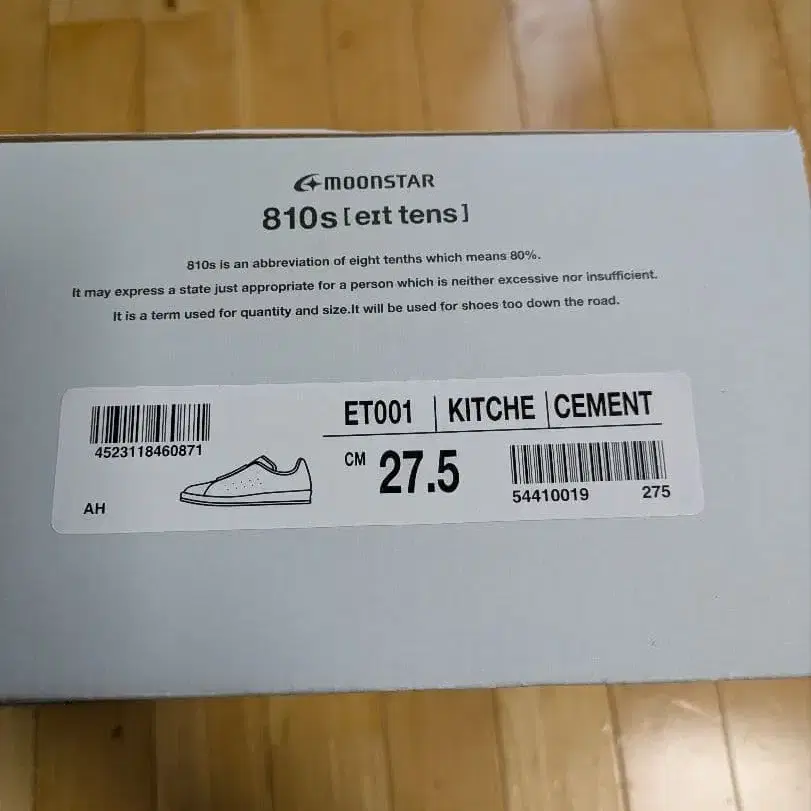 MOONSTAR
810s [eɪt tens]
810s is an abbreviation of eight tenths which means 80%.
It may express a state just appropriate for a person which is neither excessive nor insufficient.
It is a term used for quantity and size.It will be used for shoes too down the road.
ET001 | KITCHE | CEMENT
4523118460871
CM 27.5
54410019 275
AH